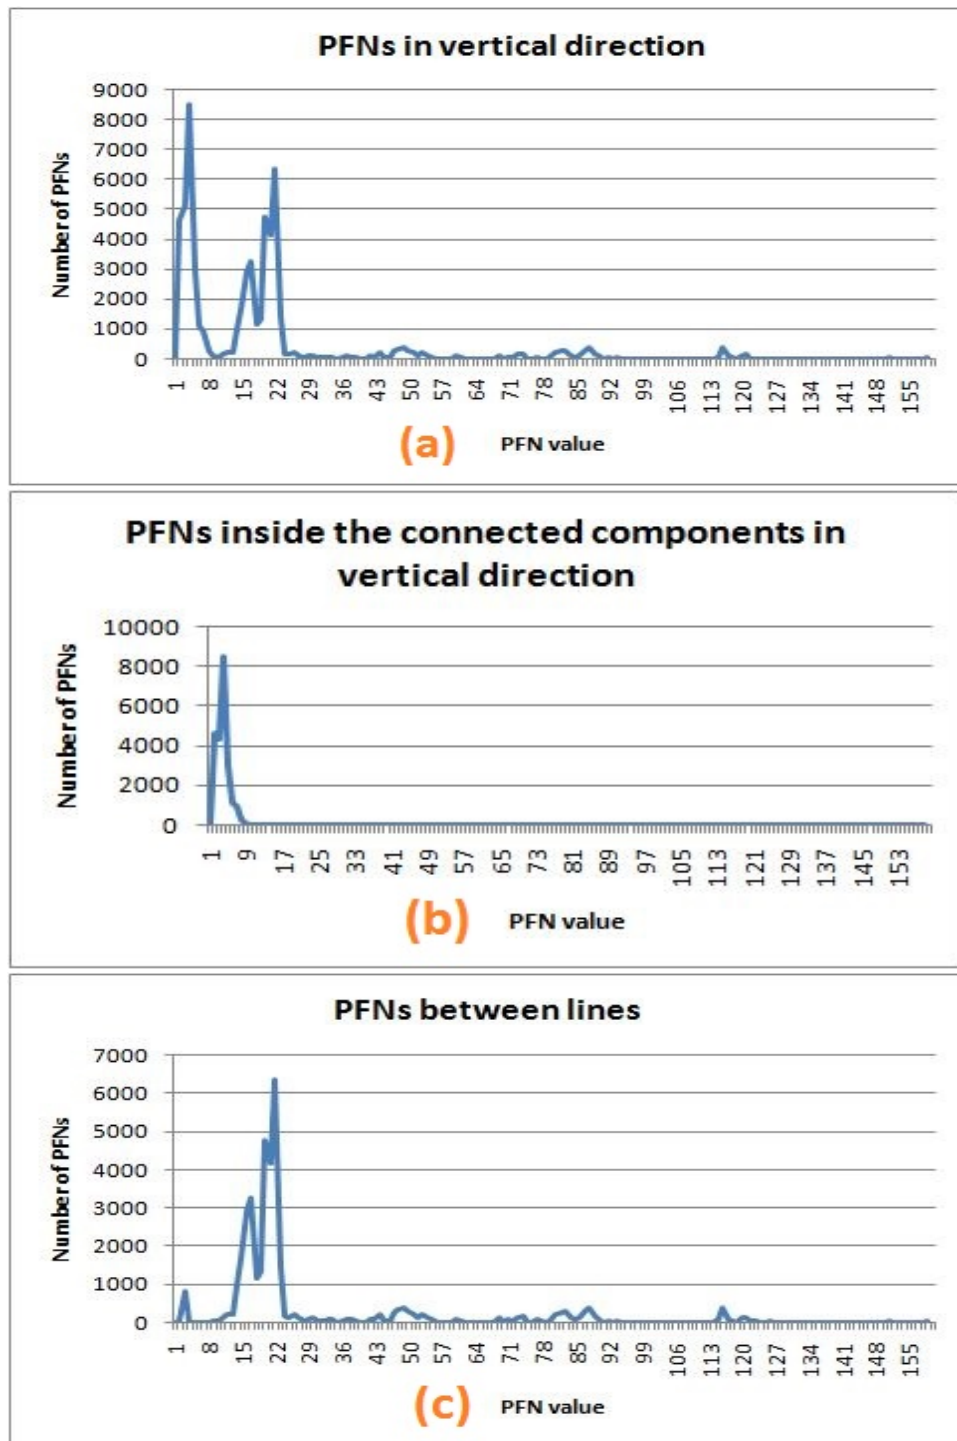 PFNs in vertical direction
Number of PFNs
9000
8000
7000
6000
5000
4000
3000
2000
1000
0
1 8 15 22 29 36 43 50 57 64 71 78 85 92 99 106 113 120 127 134 141 148 155
(a) PFN value
PFNs inside the connected components in
vertical direction
Number of PFNs
10000
8000
6000
4000
2000
0
1 9 17 25 33 41 49 57 65 73 81 89 97 105 113 121 129 137 145 153
(b) PFN value
PFNs between lines
Number of PFNs
7000
6000
5000
4000
3000
2000
1000
0
1 8 15 22 29 36 43 50 57 64 71 78 85 92 99 106 113 120 127 134 141 148 155
(c) PFN value